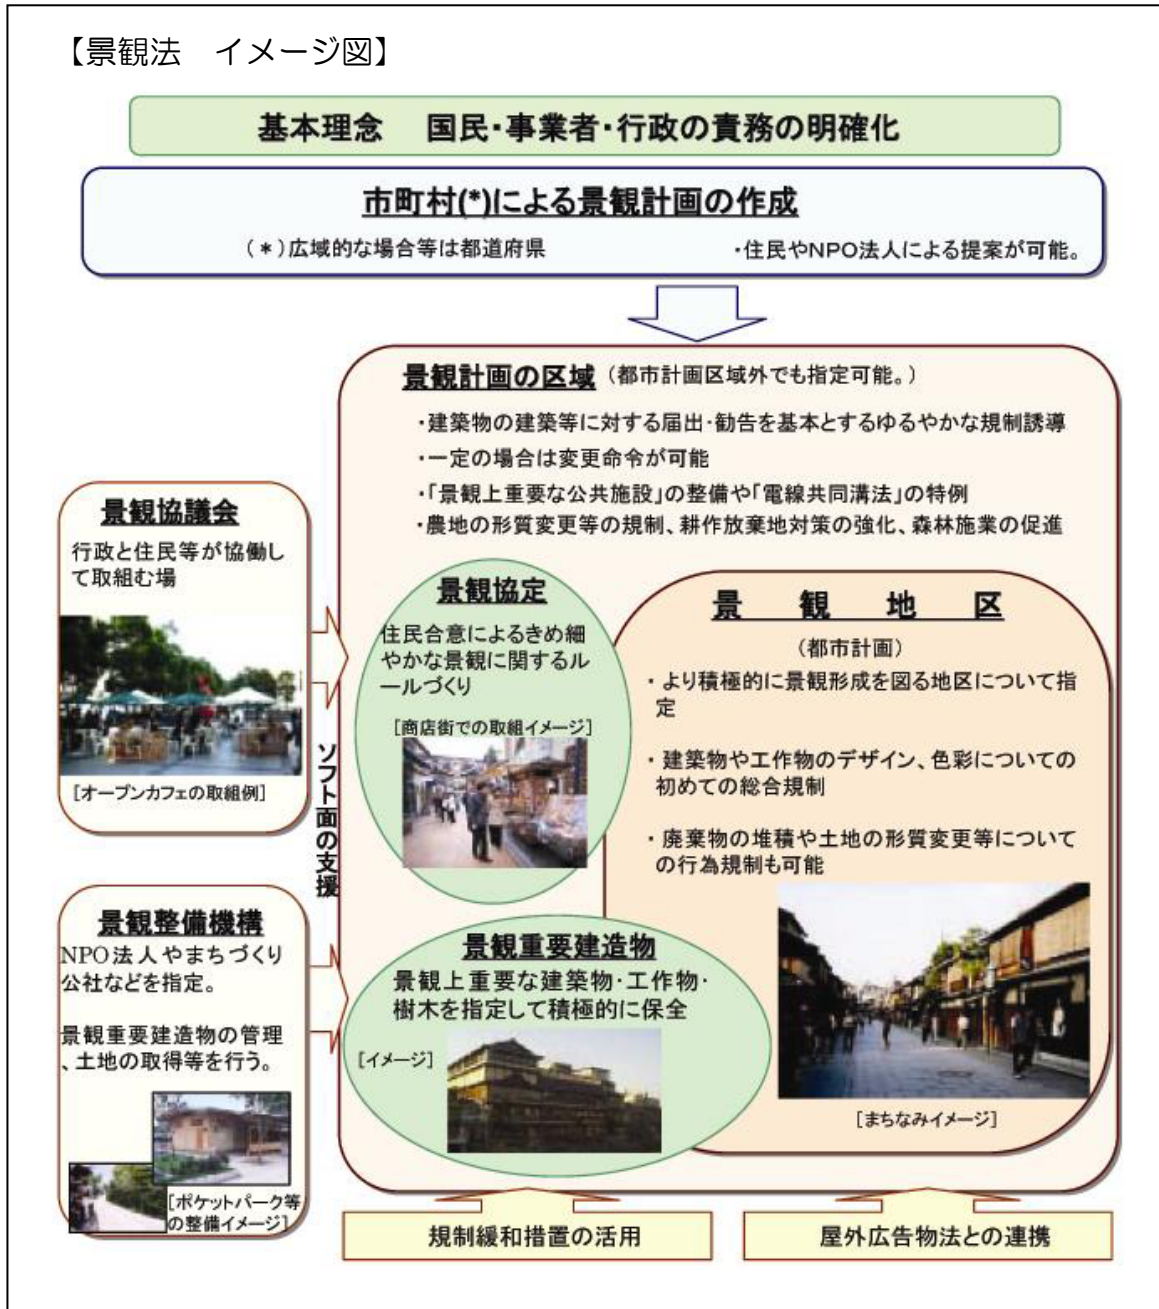 【景観法　イメージ図】
基本理念　国民・事業者・行政の責務の明確化
市町村(*)による景観計画の作成
(＊)広域的な場合等は都道府県
・住民やNPO法人による提案が可能。
景観計画の区域（都市計画区域外でも指定可能。）
・建築物の建築等に対する届出・勧告を基本とするゆるやかな規制誘導
・一定の場合は変更命令が可能
・「景観上重要な公共施設」の整備や「電線共同溝法」の特例
・農地の形質変更等の規制、耕作放棄地対策の強化、森林施業の促進
景観協議会
行政と住民等が協働し
て取組む場
[オープンカフェの取組例]
ソフト面の支援
景観協定
住民合意によるきめ細
やかな景観に関するル
ールづくり
[商店街での取組イメージ]
景　観　地　区
（都市計画）
・より積極的に景観形成を図る地区について指
定
・建築物や工作物のデザイン、色彩についての
初めての総合規制
・廃棄物の堆積や土地の形質変更等について
の行為規制も可能
[まちなみイメージ]
景観整備機構
NPO法人やまちづくり
公社などを指定。
景観重要建造物の管理
、土地の取得等を行う。
[ポケットパーク等
の整備イメージ]
景観重要建造物
景観上重要な建築物・工作物・
樹木を指定して積極的に保全
[イメージ]
規制緩和措置の活用
屋外広告物法との連携